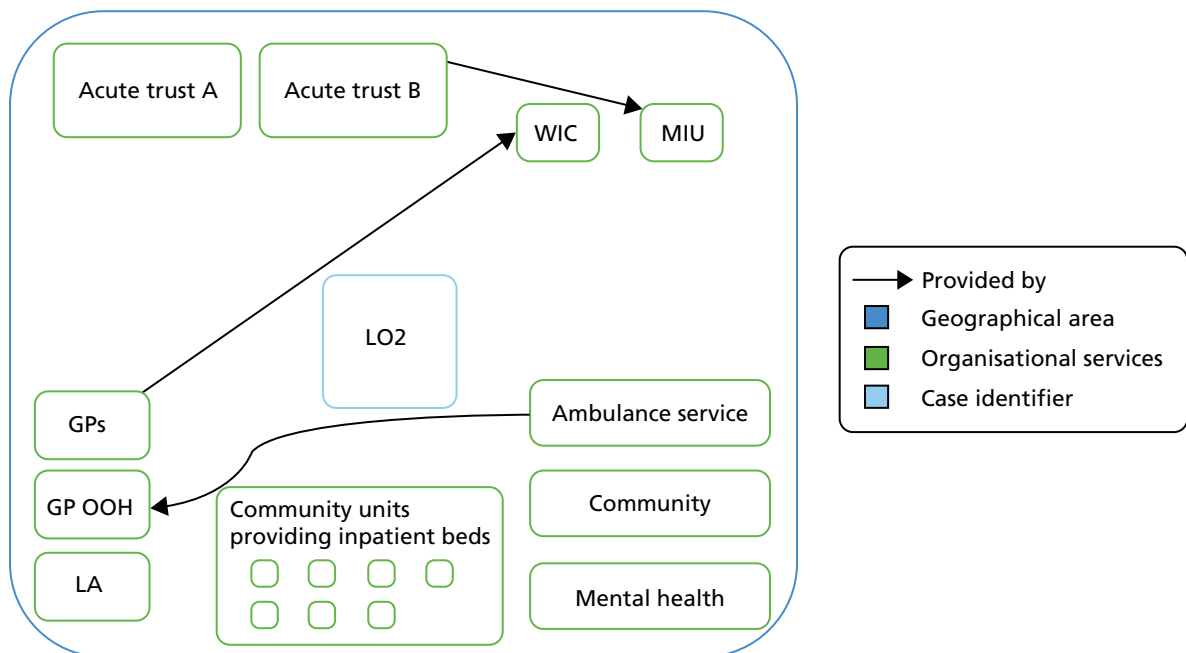 Acute trust A
Acute trust B
WIC
MIU
LO2
GPs
GP OOH
LA
Community units
providing inpatient beds
Ambulance service
Community
Mental health
Provided by
Geographical area
Organisational services
Case identifier